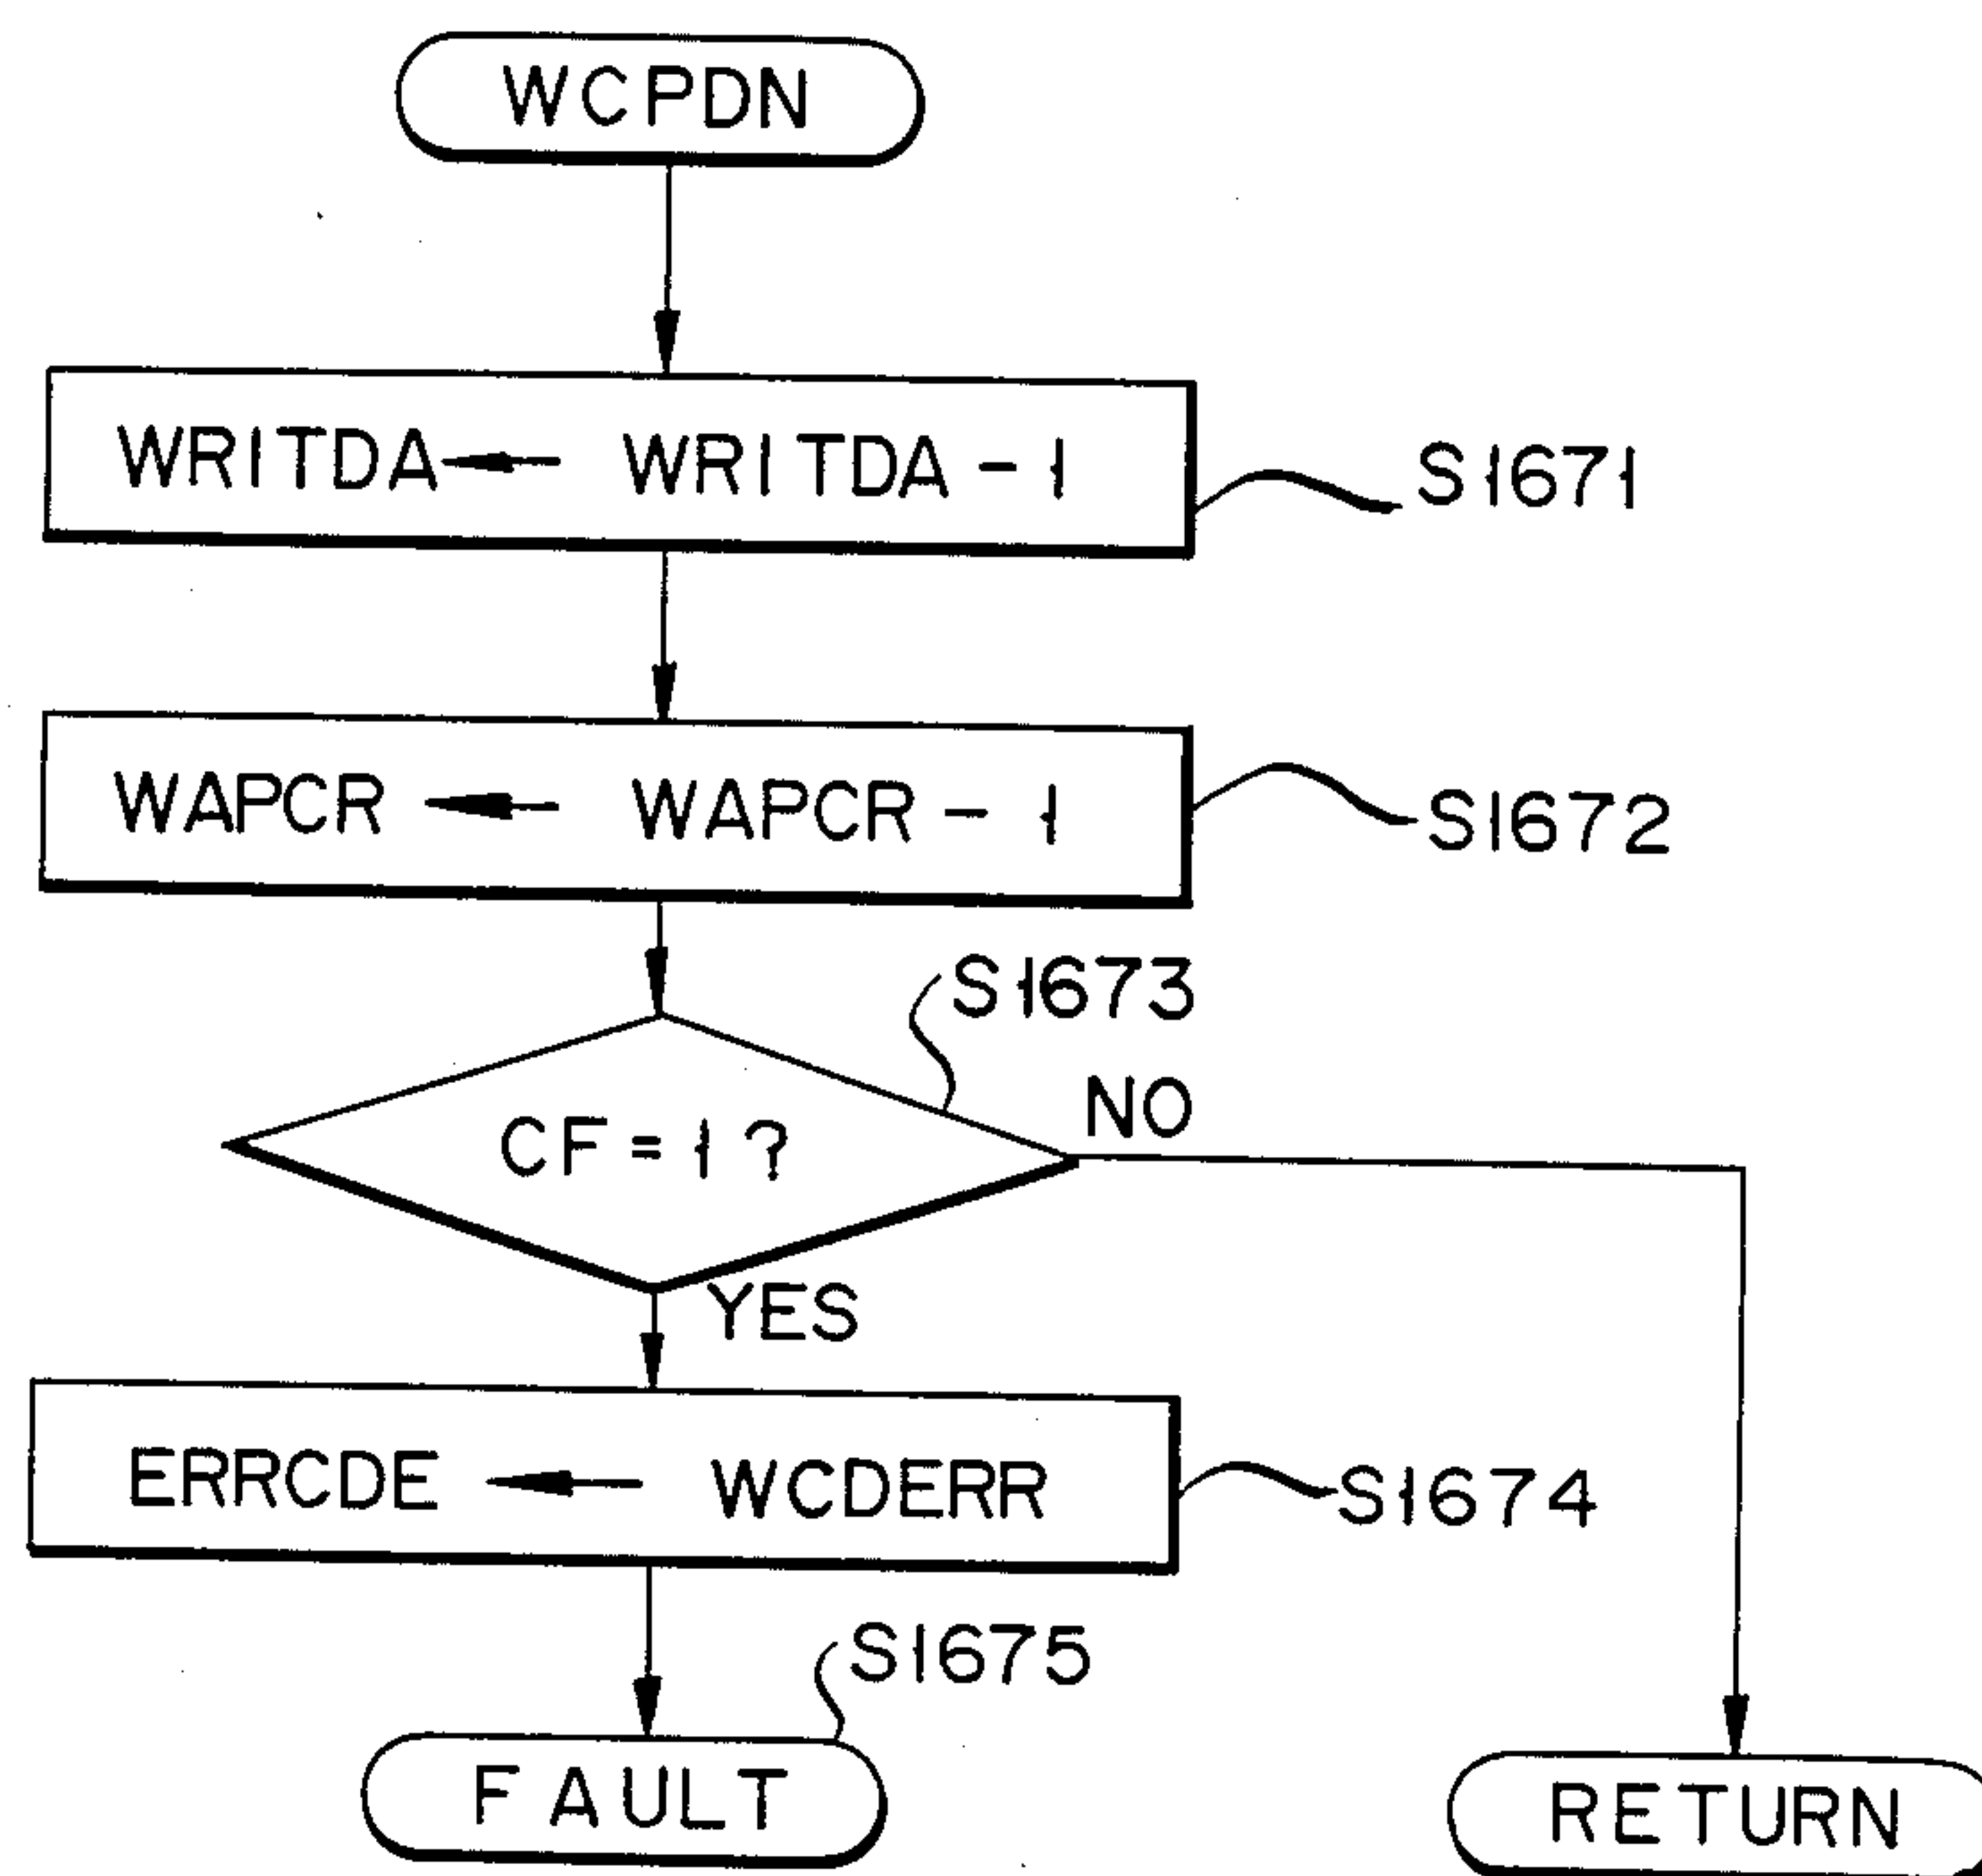 WCPDN
WRITDA ← WRITDA - 1
S1671
WAPCR ← WAPCR - 1
S1672
S1673
CF = 1 ?
NO
YES
ERRCDE ← WCDERR
S1674
S1675
FAULT
RETURN